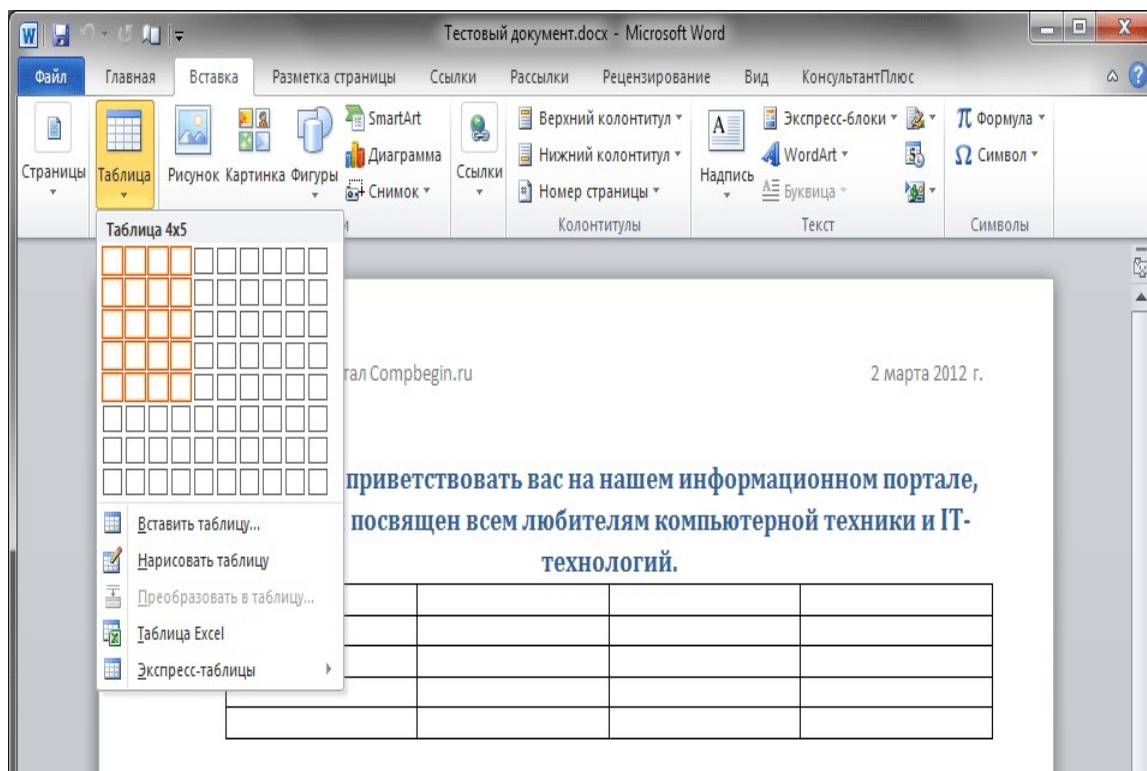 Тестовый документ.docx - Microsoft Word
Файл Главная Вставка Разметка страницы Ссылки Рассылки Рецензирование Вид КонсультантПлюс
Страницы
Таблица
Рисунок Картинка Фигуры
SmartArt
Диаграмма
Снимок
Ссылки
Верхний колонтитул
Нижний колонтитул
Номер страницы
Колонтитулы
Надпись
Экспресс-блоки
WordArt
Буквица
Текст
Формула
Символ
Символы
Таблица 4x5
Вставить таблицу...
Нарисовать таблицу
Преобразовать в таблицу...
Таблица Excel
Экспресс-таблицы
Compbegin.ru 2 марта 2012 г.
приветствовать вас на нашем информационном портале,
посвящен всем любителям компьютерной техники и IT-
технологий.